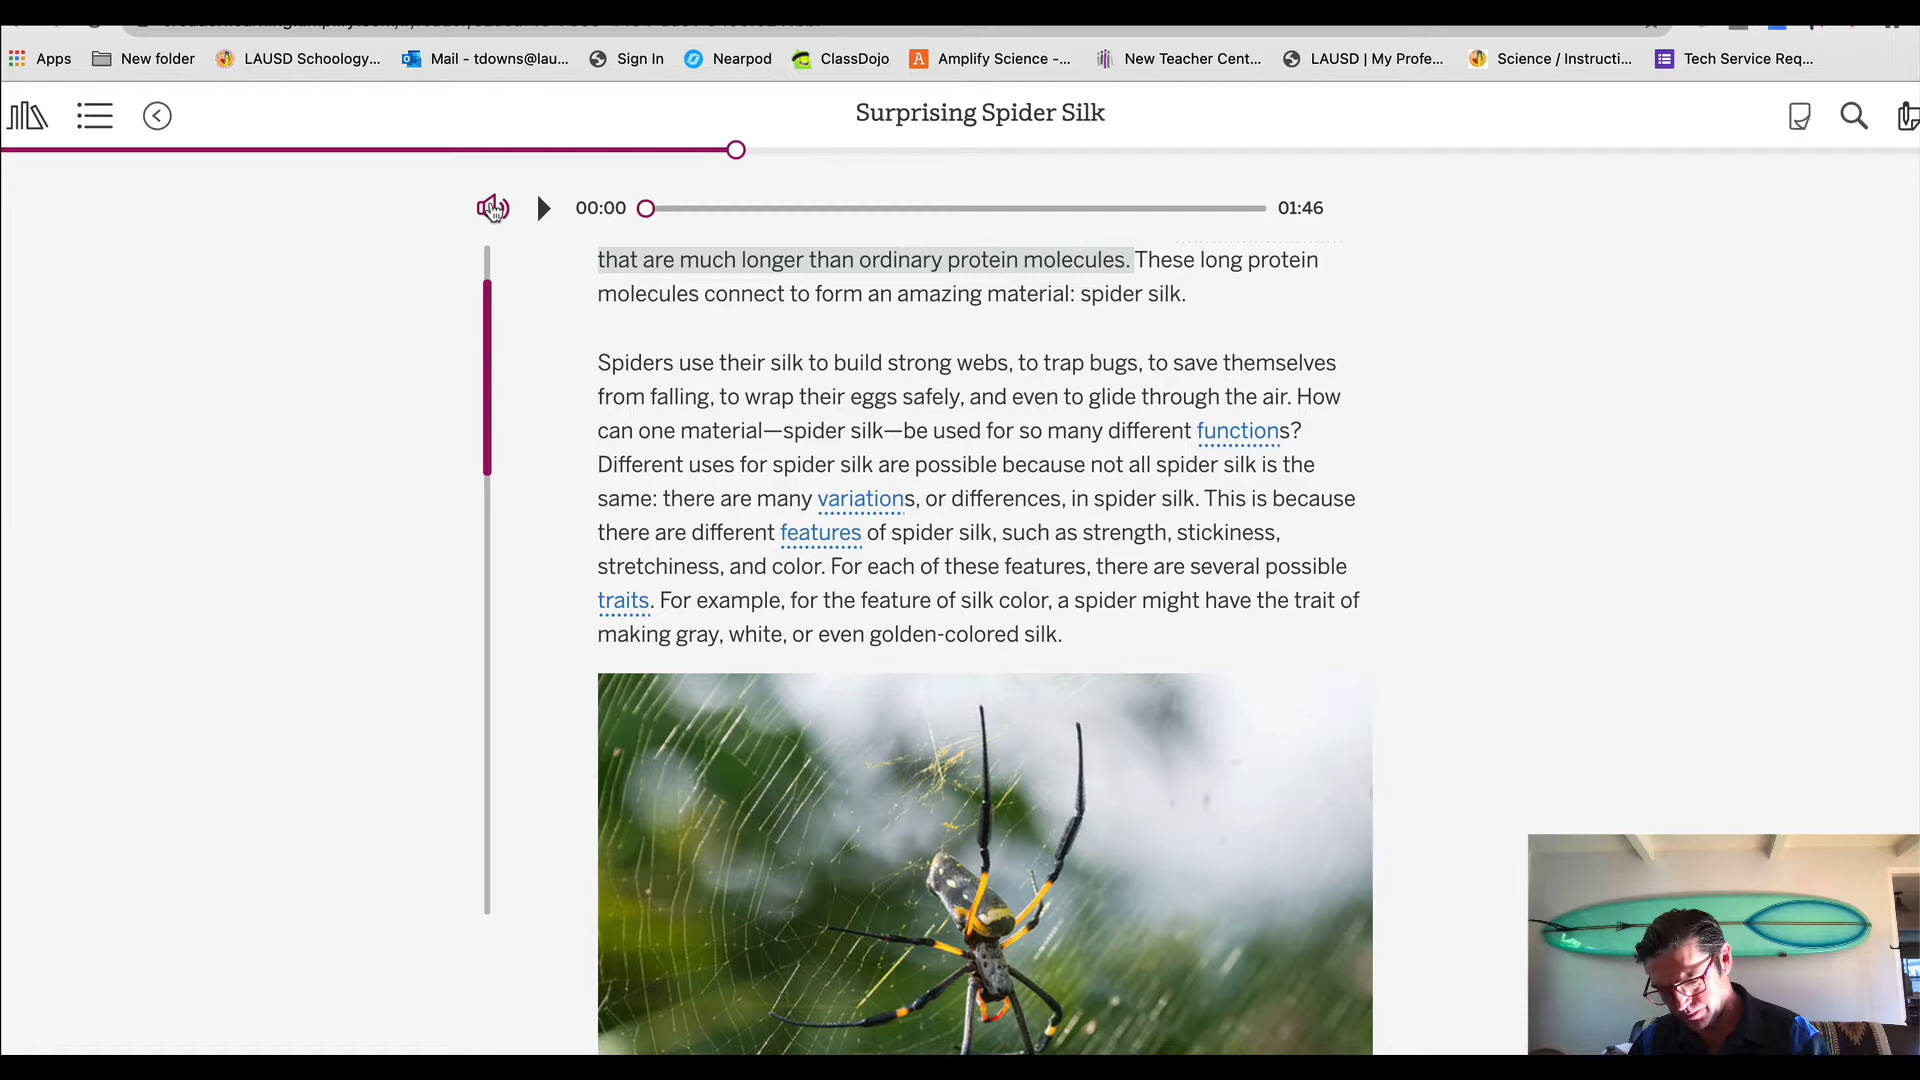 Apps New folder LAUSD Schoology... Mail - tdowns@lau... Sign In Nearpod ClassDojo Amplify Science -... New Teacher Cent... LAUSD | My Profe... Science / Instructi... Tech Service Req...
Surprising Spider Silk
00:00 01:46
that are much longer than ordinary protein molecules. These long protein
molecules connect to form an amazing material: spider silk.
Spiders use their silk to build strong webs, to trap bugs, to save themselves
from falling, to wrap their eggs safely, and even to glide through the air. How
can one material—spider silk—be used for so many different functions?
Different uses for spider silk are possible because not all spider silk is the
same: there are many variations, or differences, in spider silk. This is because
there are different features of spider silk, such as strength, stickiness,
stretchiness, and color. For each of these features, there are several possible
traits. For example, for the feature of silk color, a spider might have the trait of
making gray, white, or even golden-colored silk.